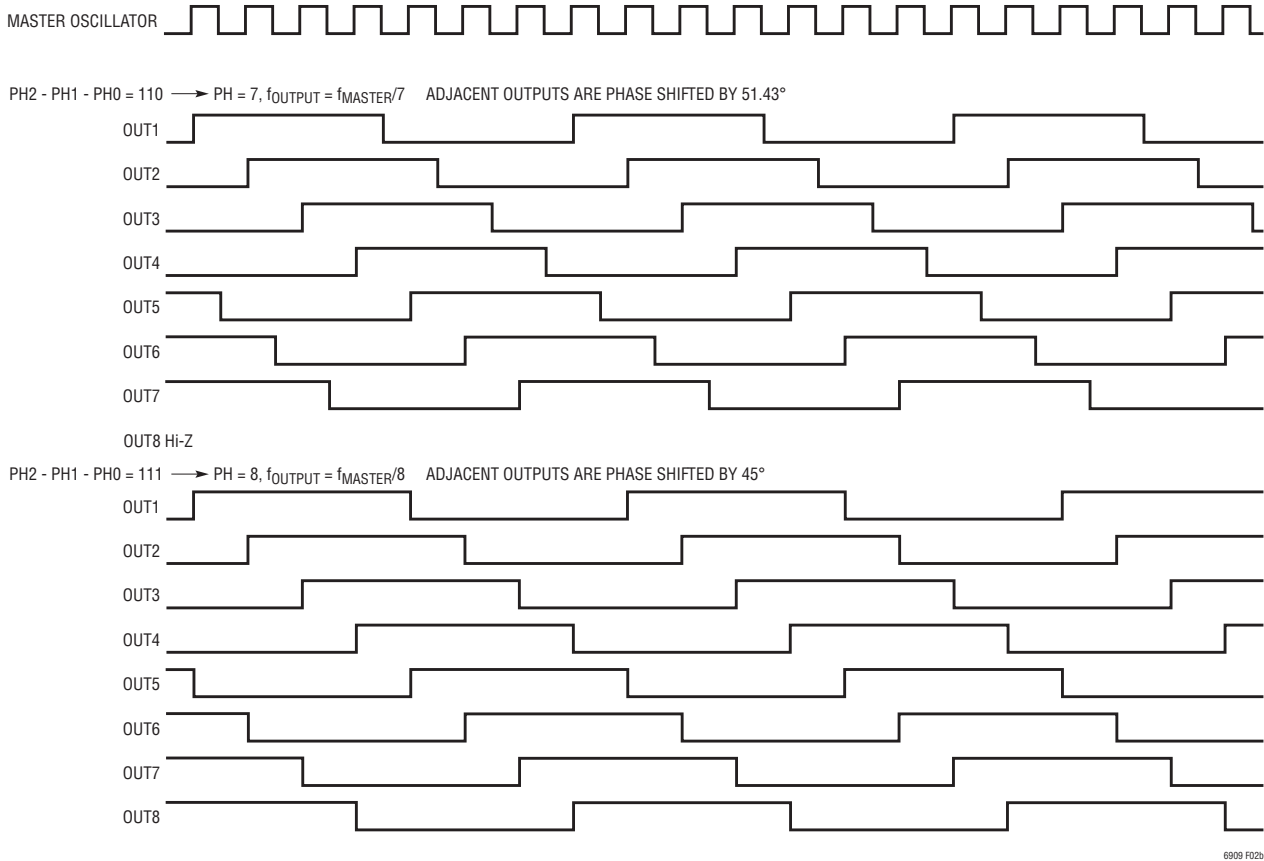 MASTER OSCILLATOR
PH2 - PH1 - PH0 = 110 → PH = 7, fOUTPUT = fMASTER/7 ADJACENT OUTPUTS ARE PHASE SHIFTED BY 51.43°
OUT1
OUT2
OUT3
OUT4
OUT5
OUT6
OUT7
OUT8 Hi-Z
PH2 - PH1 - PH0 = 111 → PH = 8, fOUTPUT = fMASTER/8 ADJACENT OUTPUTS ARE PHASE SHIFTED BY 45°
OUT1
OUT2
OUT3
OUT4
OUT5
OUT6
OUT7
OUT8
6909 F02b